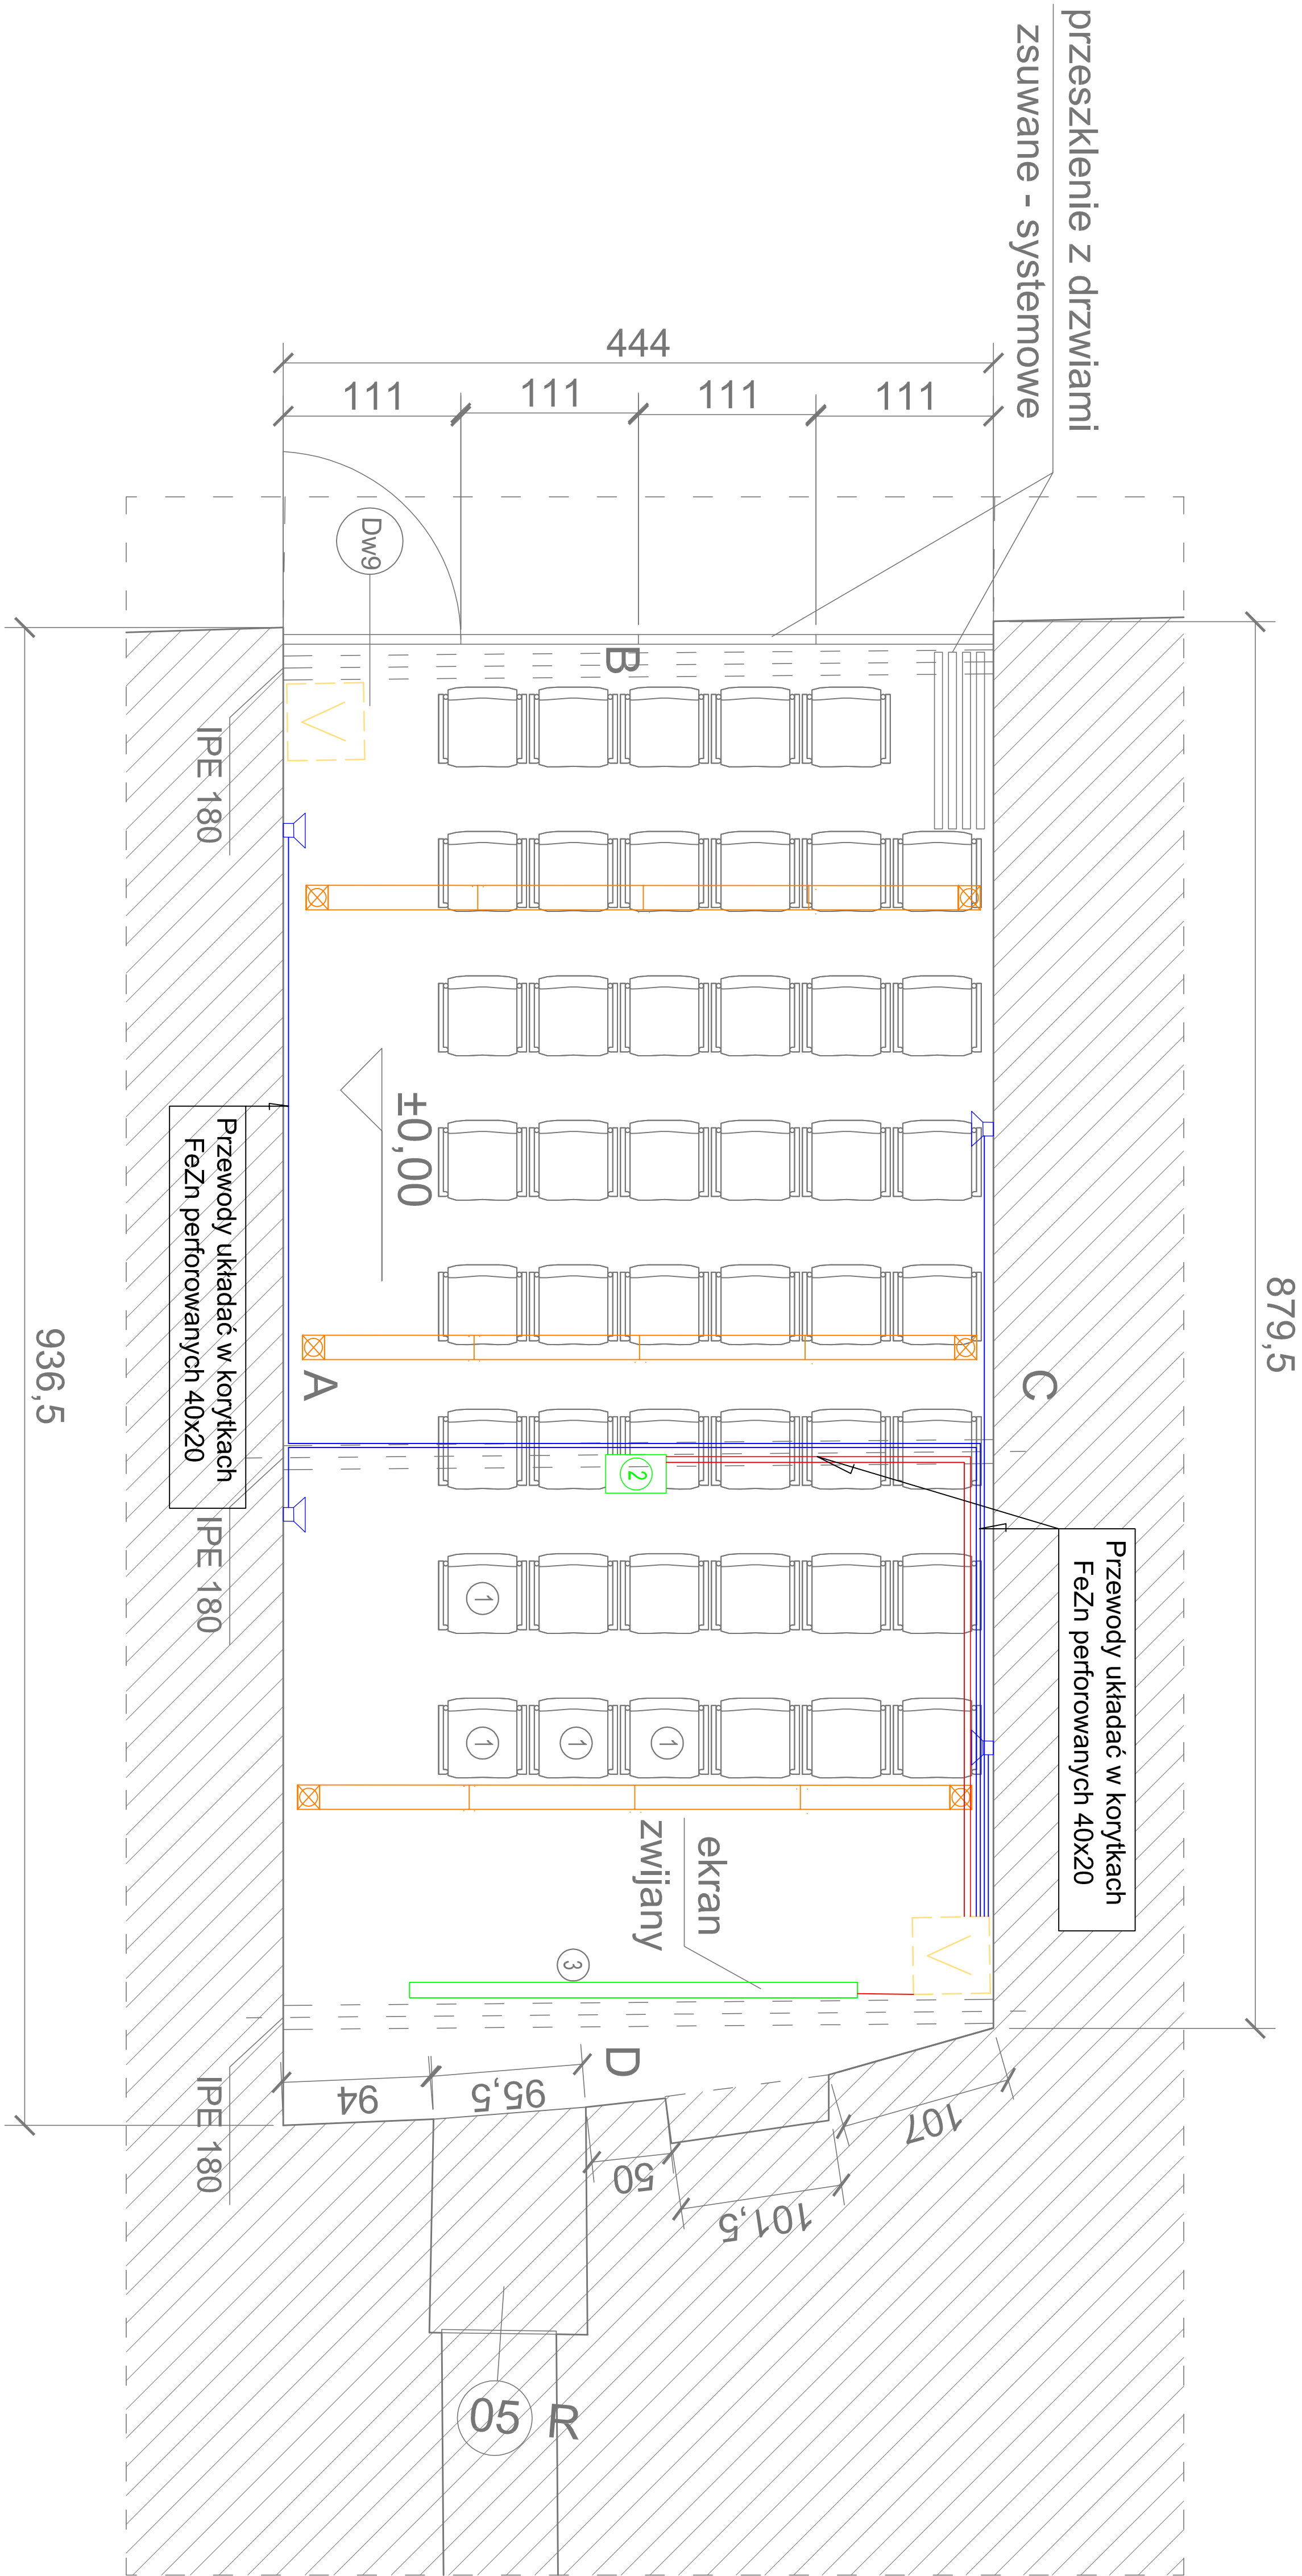 przeszklenie z drzwiami
zsuwane - systemowe
879,5
444
111
111
111
111
Dw9
B
IPE 180
±0,00
Przewody układać w korytkach
FeZn perforowanych 40x20
936,5
A
C
2
IPE 180
Przewody układać w korytkach
FeZn perforowanych 40x20
1
1
1
1
ekran
zwijany
3
D
94
95,5
50
101,5
107
IPE 180
05
R